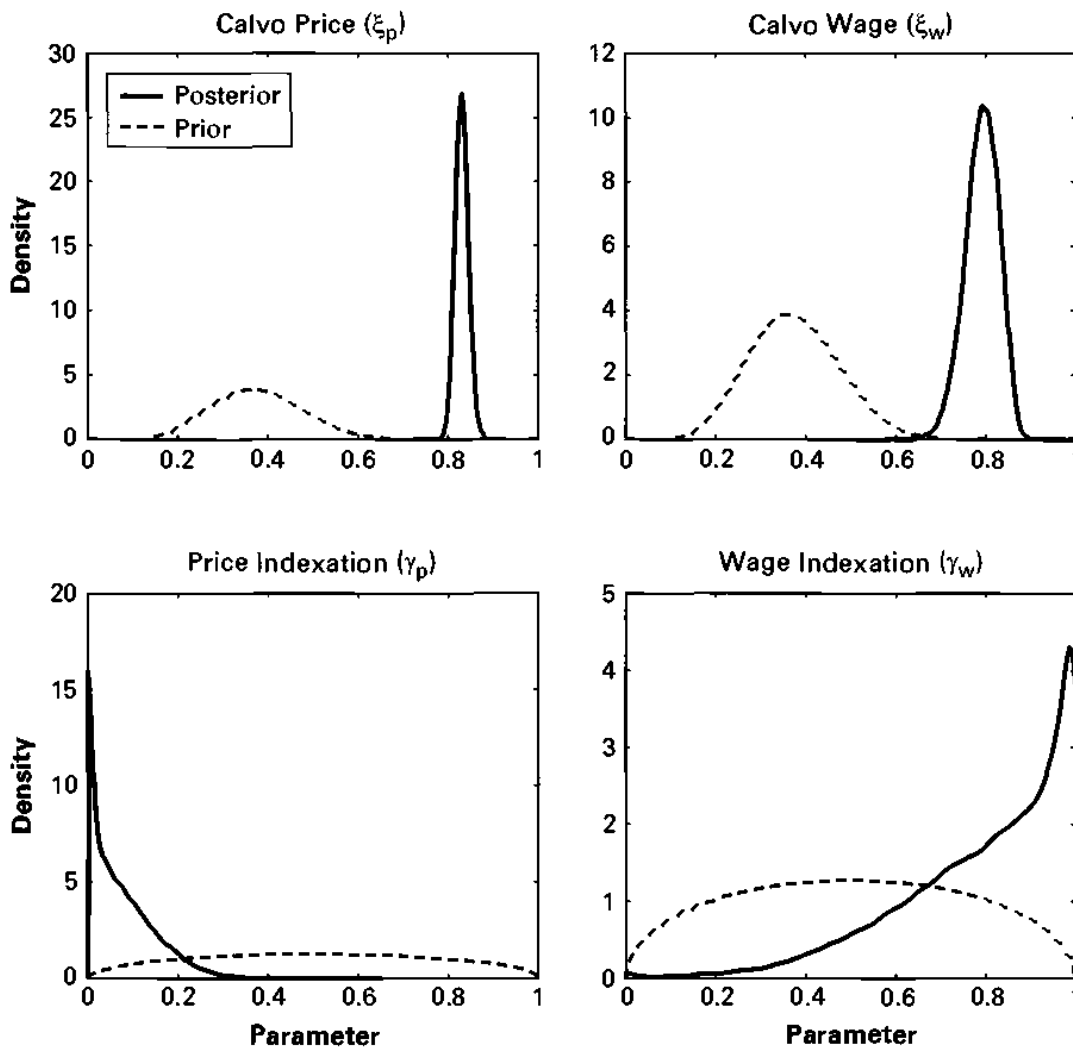 Calvo Price (ξp)
30
25
20
15
10
5
0
0 0.2 0.4 0.6 0.8 1
Density
Posterior
Prior
Calvo Wage (ξw)
12
10
8
6
4
2
0
0.2 0.4 0.6 0.8
Price Indexation (γp)
20
15
10
5
0
0 0.2 0.4 0.6 0.8 1
Density
Parameter
Wage Indexation (γw)
5
4
3
2
1
0
0 0.2 0.4 0.6 0.8
Parameter